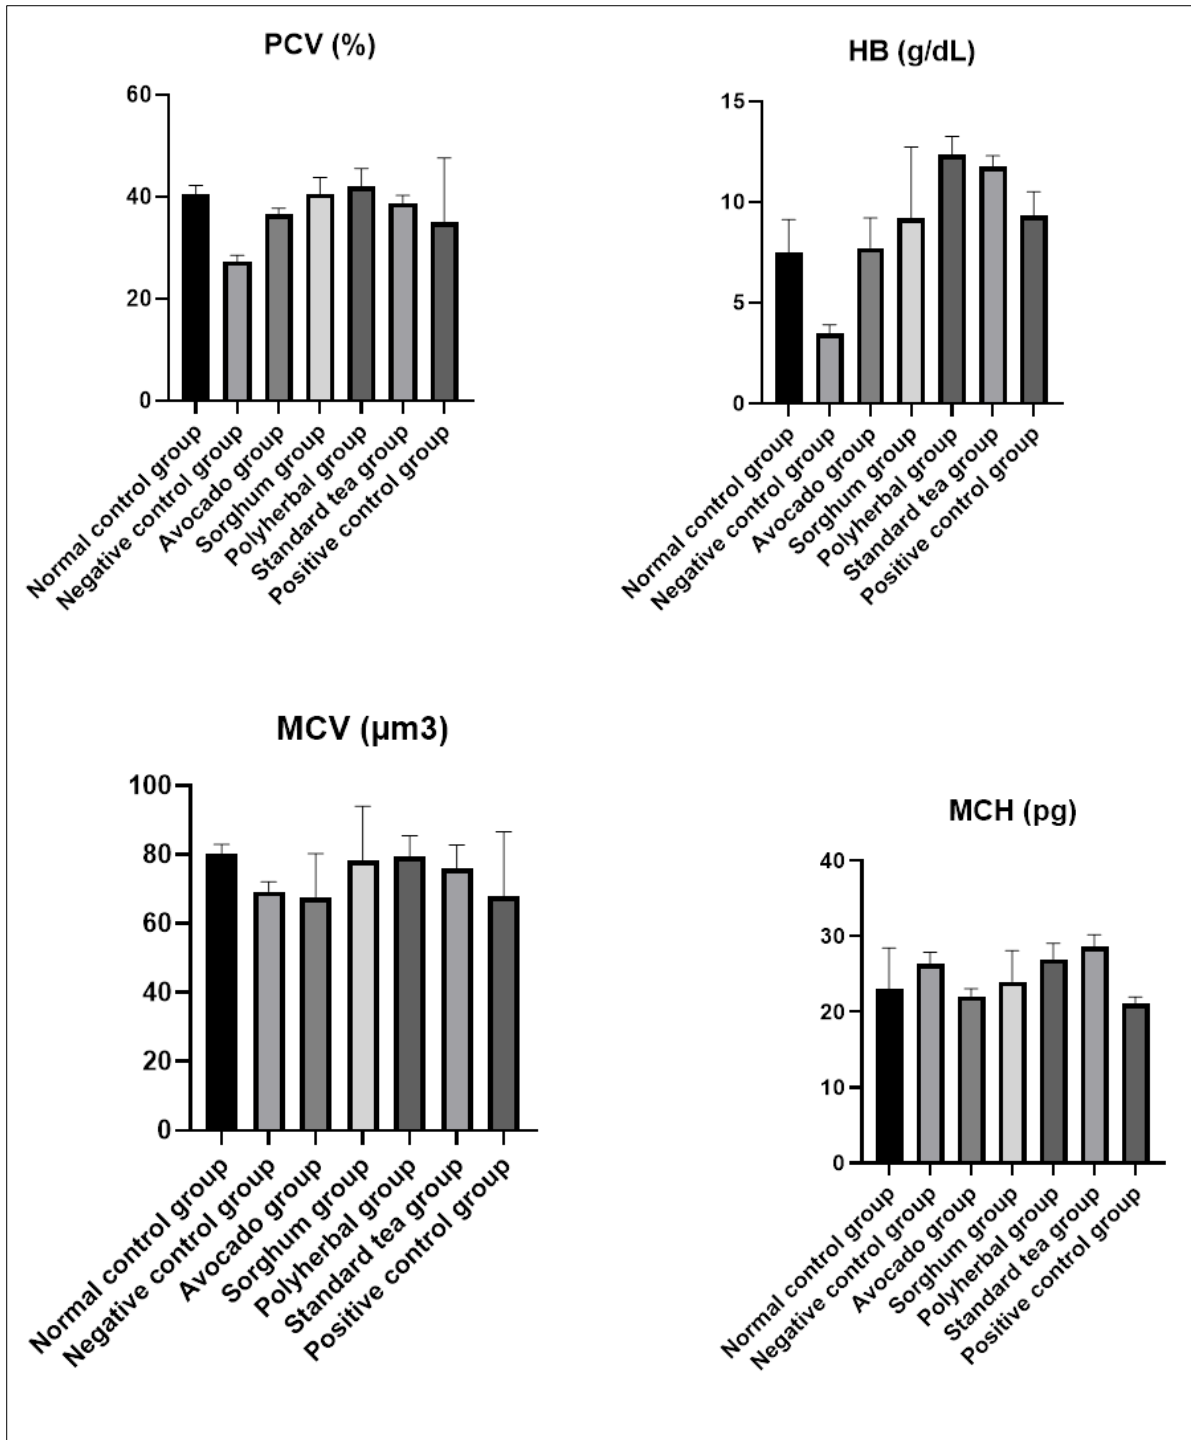 PCV (%)
60
40
20
0
Normal control group
Negative control group
Avocado group
Sorghum group
Polyherbal group
Standard tea group
Positive control group
HB (g/dL)
15
10
5
0
Normal control group
Negative control group
Avocado group
Sorghum group
Polyherbal group
Standard tea group
Positive control group
MCV (µm3)
100
80
60
40
20
0
Normal control group
Negative control group
Avocado group
Sorghum group
Polyherbal group
Standard tea group
Positive control group
MCH (pg)
40
30
20
10
0
Normal control group
Negative control group
Avocado group
Sorghum group
Polyherbal group
Standard tea group
Positive control group